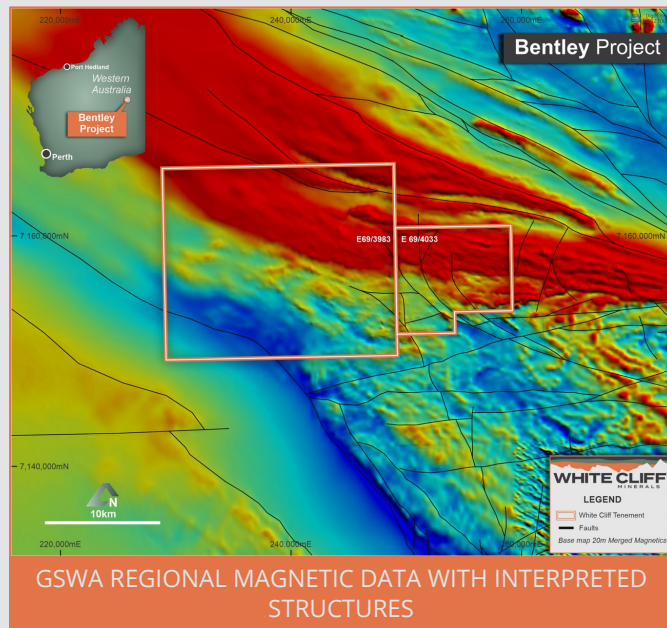 220,000mE
240,000mE
260,000mE
Bentley Project
Port Hedland
Western
Australia
Bentley
Project
Perth
7,160,000mN
E69/3983
E 69/4033
7,160,000mN
7,140,000mN
N
10km
WHITE CLIFF
MINERALS
LEGEND
White Cliff Tenement
Faults
Base map 20m Merged Magnetics
220,000mE
240,000mE
GSWA REGIONAL MAGNETIC DATA WITH INTERPRETED
STRUCTURES